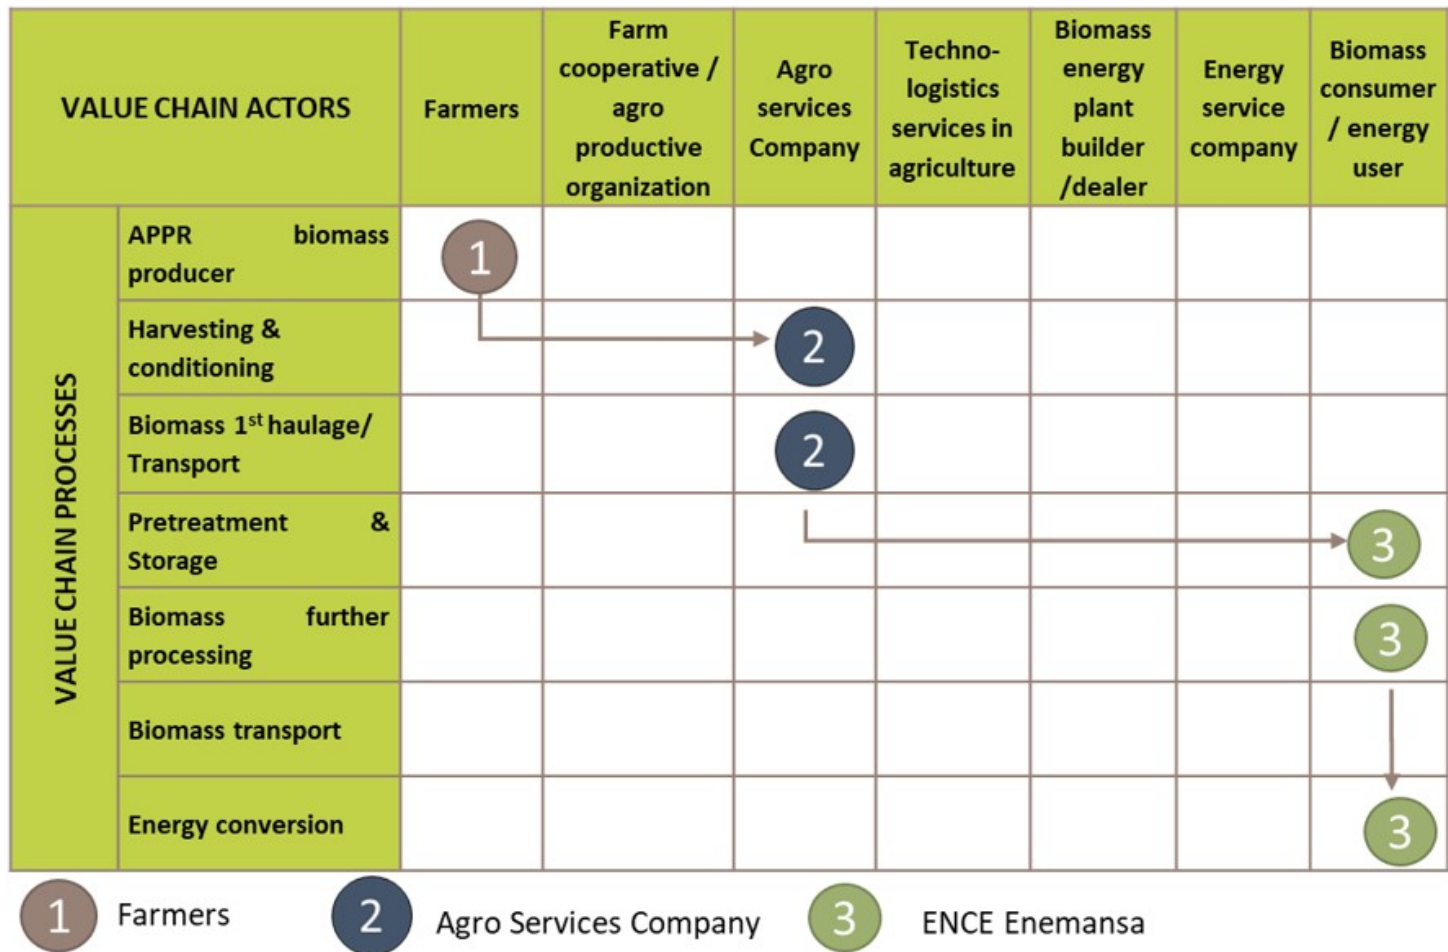 VALUE CHAIN ACTORS
Farmers
Farm
cooperative /
agro
productive
organization
Agro
services
Company
Techno-
logistics
services in
agriculture
Biomass
energy
plant
builder
/dealer
Energy
service
company
Biomass
consumer
/ energy
user
VALUE CHAIN PROCESSES
APPR biomass
producer
1
Harvesting &
conditioning
2
Biomass 1st haulage/
Transport
2
Pretreatment &
Storage
3
Biomass further
processing
3
Biomass transport
Energy conversion
3
1 Farmers
2 Agro Services Company
3 ENCE Enemansa